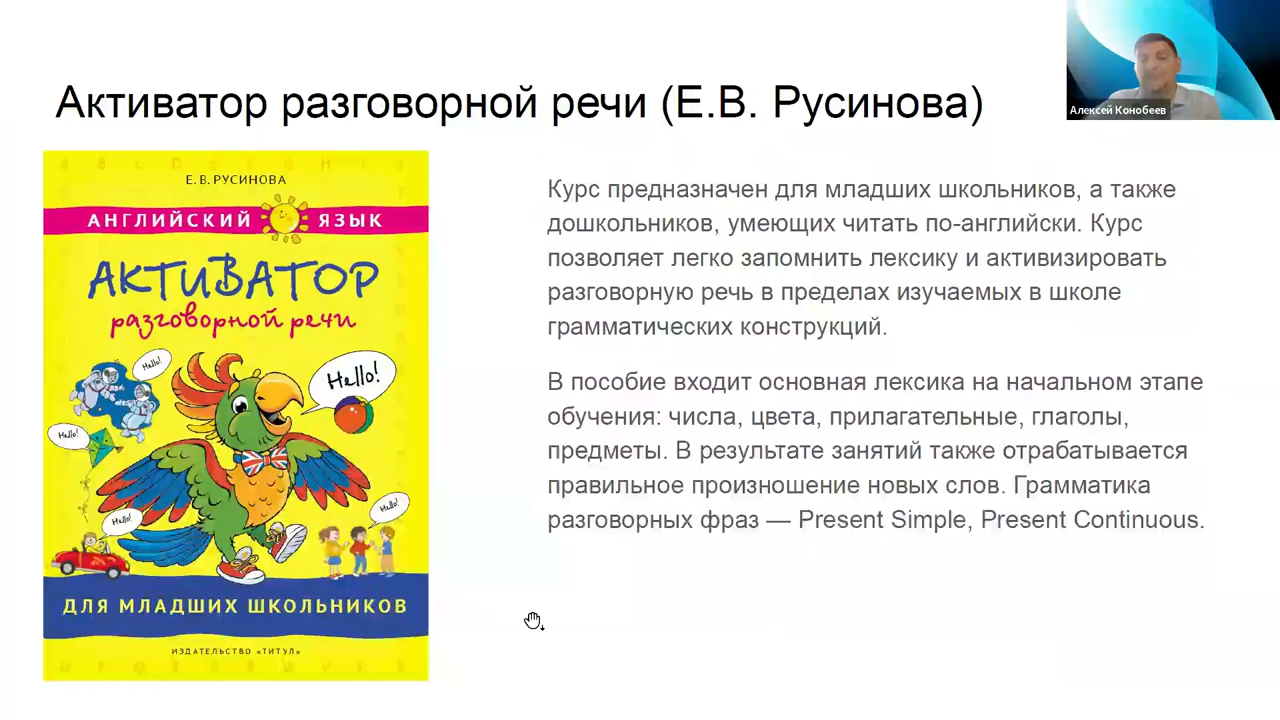 Алексей Конобеев
Активатор разговорной речи (Е.В. Русинова)
Е. В. РУСИНОВА
АНГЛИЙСКИЙ ЯЗЫК
АКТИВАТОР
разговорной речи
Hello!
Hello!
Hello!
Hello!
Hello!
ДЛЯ МЛАДШИХ ШКОЛЬНИКОВ
ИЗДАТЕЛЬСТВО «ТИТУЛ»
Курс предназначен для младших школьников, а также
дошкольников, умеющих читать по-английски. Курс
позволяет легко запомнить лексику и активизировать
разговорную речь в пределах изучаемых в школе
грамматических конструкций.
В пособие входит основная лексика на начальном этапе
обучения: числа, цвета, прилагательные, глаголы,
предметы. В результате занятий также отрабатывается
правильное произношение новых слов. Грамматика
разговорных фраз — Present Simple, Present Continuous.